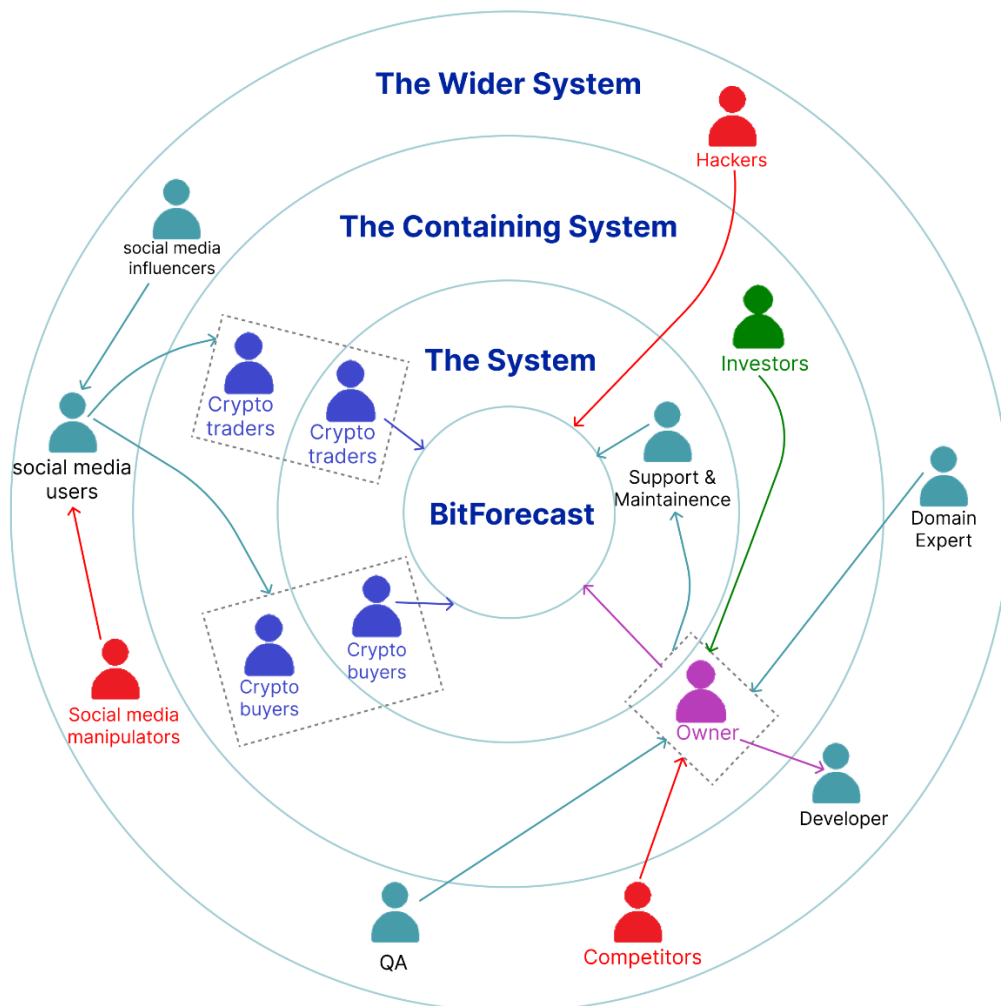 The Wider System
Hackers
social media
influencers
The Containing System
The System
Investors
Crypto
traders
Crypto
traders
social media
users
Support &
Maintainence
BitForecast
Domain
Expert
Crypto
buyers
Crypto
buyers
Social media
manipulators
Owner
Developer
QA
Competitors